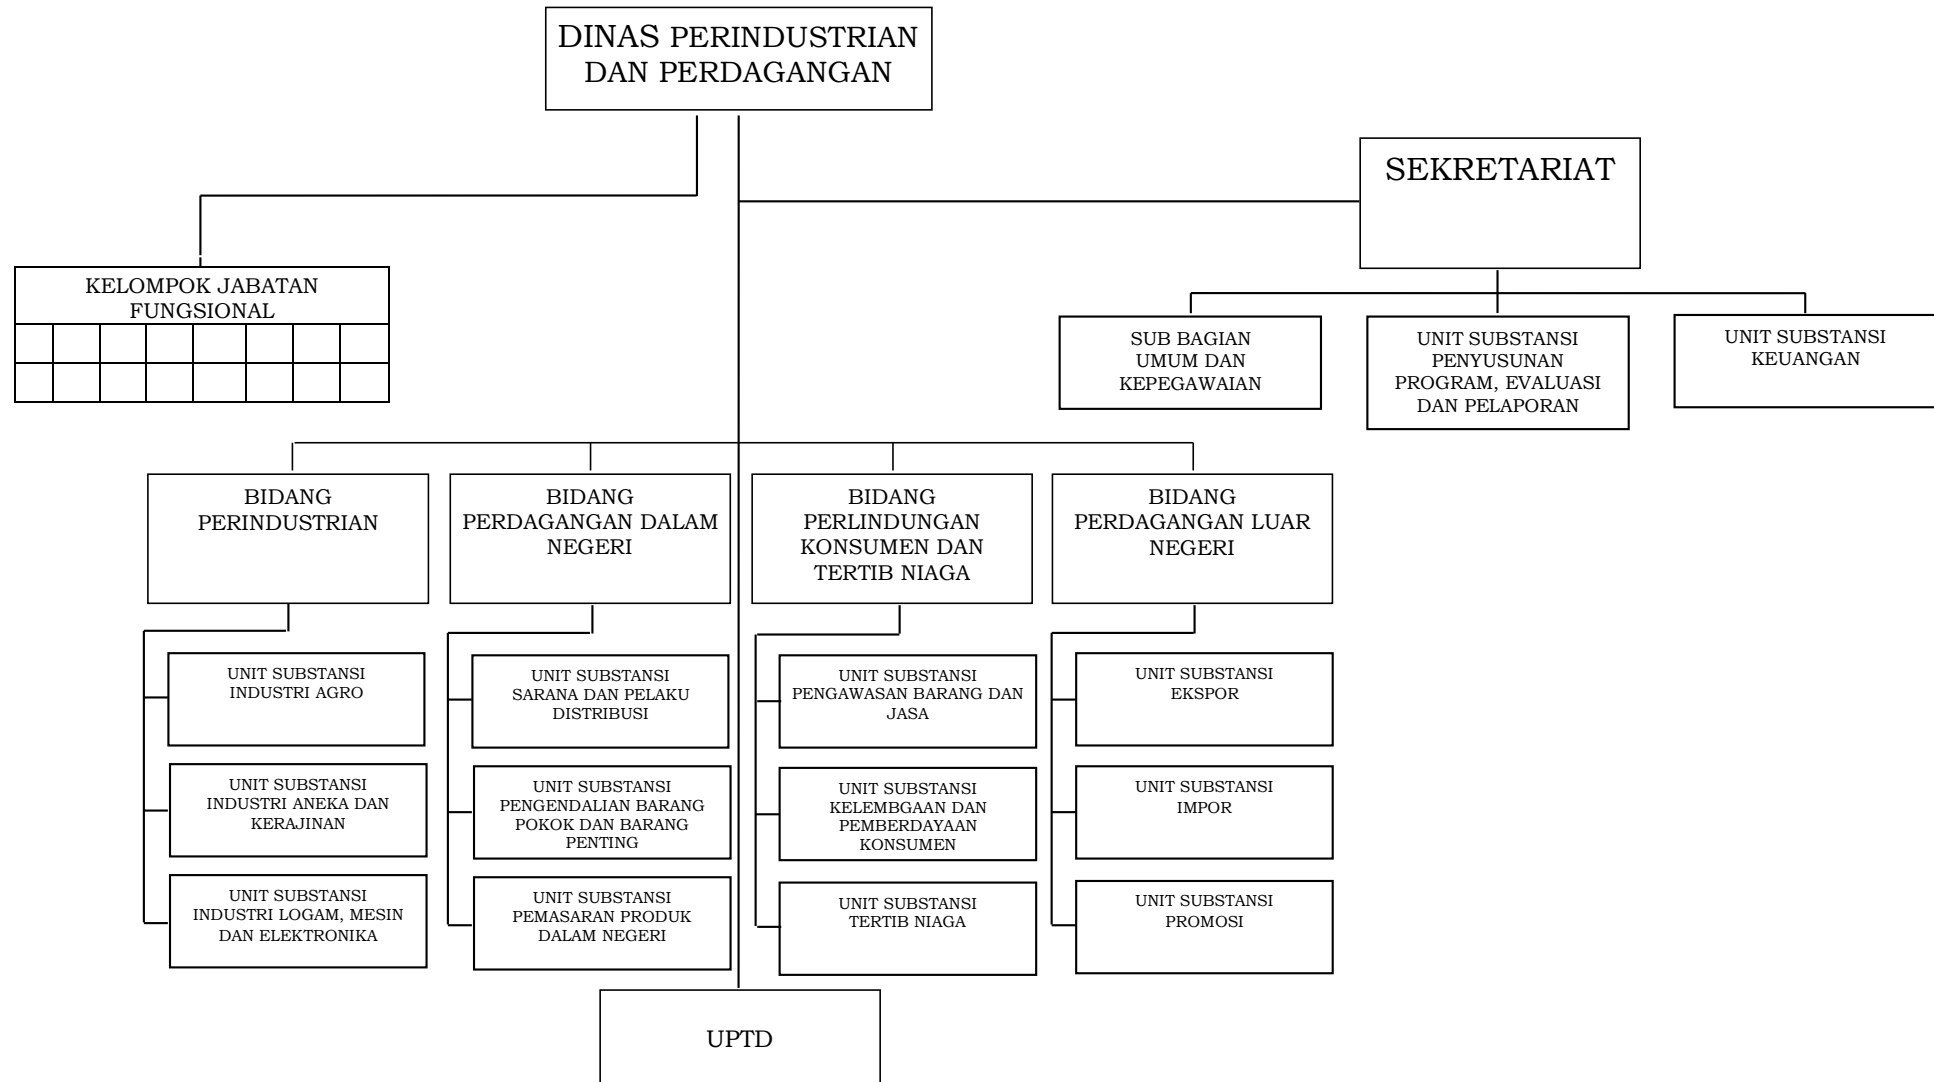 DINAS PERINDUSTRIAN
DAN PERDAGANGAN
SEKRETARIAT
KELOMPOK JABATAN
FUNGSIONAL
SUB BAGIAN
UMUM DAN
KEPEGAWAIAN
UNIT SUBSTANSI
PENYUSUNAN
PROGRAM, EVALUASI
DAN PELAPORAN
UNIT SUBSTANSI
KEUANGAN
BIDANG
PERINDUSTRIAN
BIDANG
PERDAGANGAN DALAM
NEGERI
BIDANG
PERLINDUNGAN
KONSUMEN DAN
TERTIB NIAGA
BIDANG
PERDAGANGAN LUAR
NEGERI
UNIT SUBSTANSI
INDUSTRI AGRO
UNIT SUBSTANSI
SARANA DAN PELAKU
DISTRIBUSI
UNIT SUBSTANSI
PENGAWASAN BARANG DAN
JASA
UNIT SUBSTANSI
EKSPOR
UNIT SUBSTANSI
INDUSTRI ANEKA DAN
KERAJINAN
UNIT SUBSTANSI
PENGENDALIAN BARANG
POKOK DAN BARANG
PENTING
UNIT SUBSTANSI
KELEMBGAAN DAN
PEMBERDAYAAN
KONSUMEN
UNIT SUBSTANSI
IMPOR
UNIT SUBSTANSI
INDUSTRI LOGAM, MESIN
DAN ELEKTRONIKA
UNIT SUBSTANSI
PEMASARAN PRODUK
DALAM NEGERI
UNIT SUBSTANSI
TERTIB NIAGA
UNIT SUBSTANSI
PROMOSI
UPTD